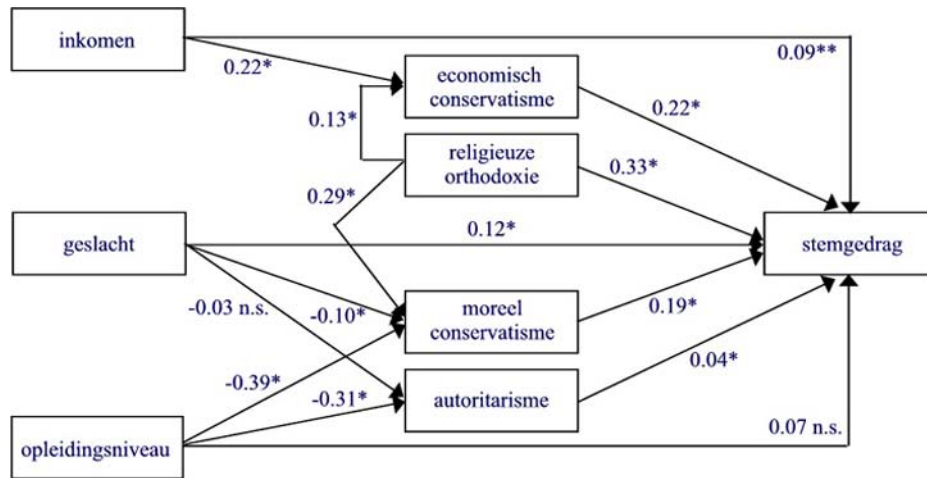 inkomen
0.09**
0.22*
economisch
conservatisme
0.22*
0.13*
religieuze
orthodoxie
0.33*
0.29*
geslacht
0.12*
stemgedrag
-0.03 n.s.
-0.10*
moreel
conservatisme
0.19*
0.04*
-0.39*
-0.31*
autoritarisme
0.07 n.s.
opleidingsniveau